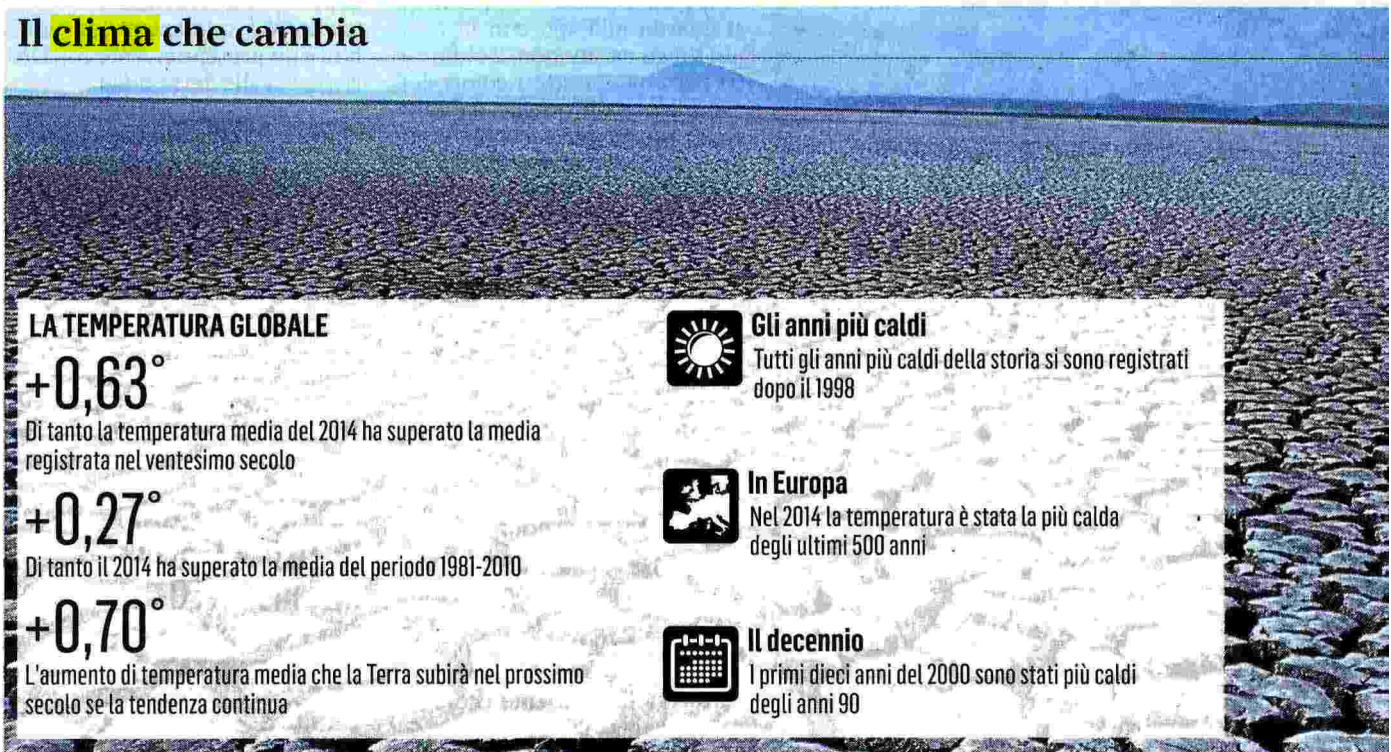 Il clima che cambia
LA TEMPERATURA GLOBALE
+0,63°
Di tanto la temperatura media del 2014 ha superato la media
registrata nel ventesimo secolo
+0,27°
Di tanto il 2014 ha superato la media del periodo 1981-2010
+0,70°
L'aumento di temperatura media che la Terra subirà nel prossimo
secolo se la tendenza continua
Gli anni più caldi
Tutti gli anni più caldi della storia si sono registrati
dopo il 1998
In Europa
Nel 2014 la temperatura è stata la più calda
degli ultimi 500 anni
Il decennio
I primi dieci anni del 2000 sono stati più caldi
degli anni 90